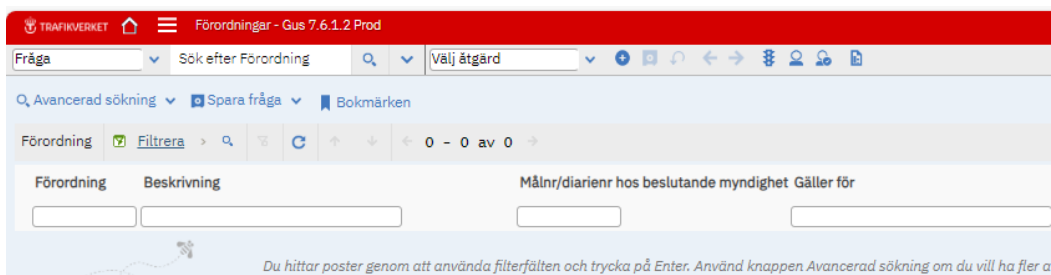 TRAFIKVERKET Förordningar - Gus 7.6.1.2 Prod
Fråga Sök efter Förordning Välj åtgärd
Avancerad sökning Spara fråga Bokmärken
Förordning Filtrera 0 - 0 av 0
Förordning Beskrivning Målnr/diarienr hos beslutande myndighet Gäller för
Du hittar poster genom att använda filterfälten och trycka på Enter. Använd knappen Avancerad sökning om du vill ha fler a